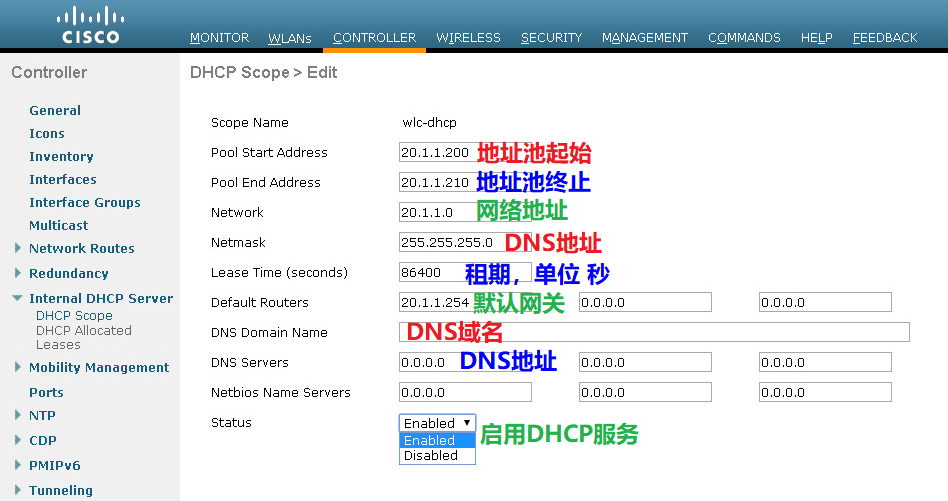 CISCO
MONITOR WLANs CONTROLLER WIRELESS SECURITY MANAGEMENT COMMANDS HELP FEEDBACK
Controller
General
Icons
Inventory
Interfaces
Interface Groups
Multicast
Network Routes
Redundancy
Internal DHCP Server
DHCP Scope
DHCP Allocated
Leases
Mobility Management
Ports
NTP
CDP
PMIPv6
Tunneling
DHCP Scope > Edit
Scope Name wlc-dhcp
Pool Start Address 20.1.1.200 地址池起始
Pool End Address 20.1.1.210 地址池终止
Network 20.1.1.0 网络地址
Netmask 255.255.255.0 DNS地址
Lease Time (seconds) 86400 租期，单位 秒
Default Routers 20.1.1.254 默认网关 0.0.0.0 0.0.0.0
DNS Domain Name DNS域名
DNS Servers 0.0.0.0 DNS地址 0.0.0.0 0.0.0.0
Netbios Name Servers 0.0.0.0 0.0.0.0 0.0.0.0
Status Enabled 启用DHCP服务
Enabled
Disabled